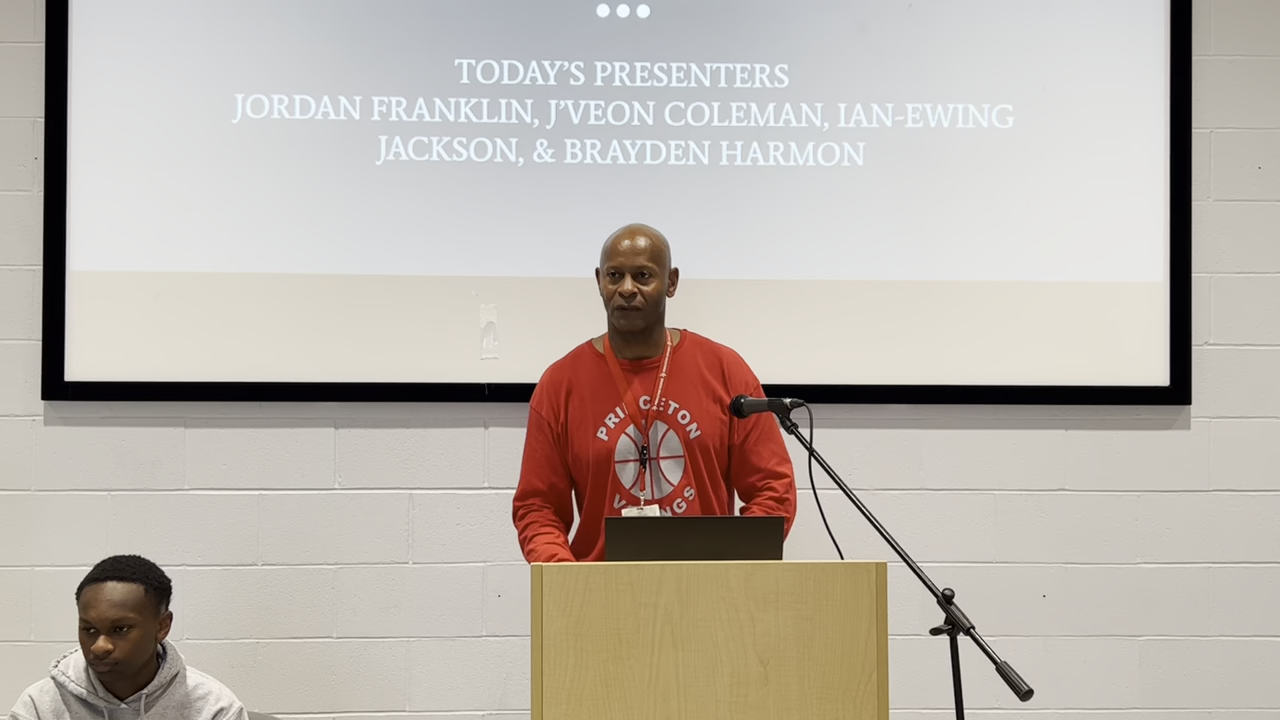 TODAY'S PRESENTERS
JORDAN FRANKLIN, J'VEON COLEMAN, IAN-EWING
JACKSON, & BRAYDEN HARMON
PRINCETON
VIKINGS